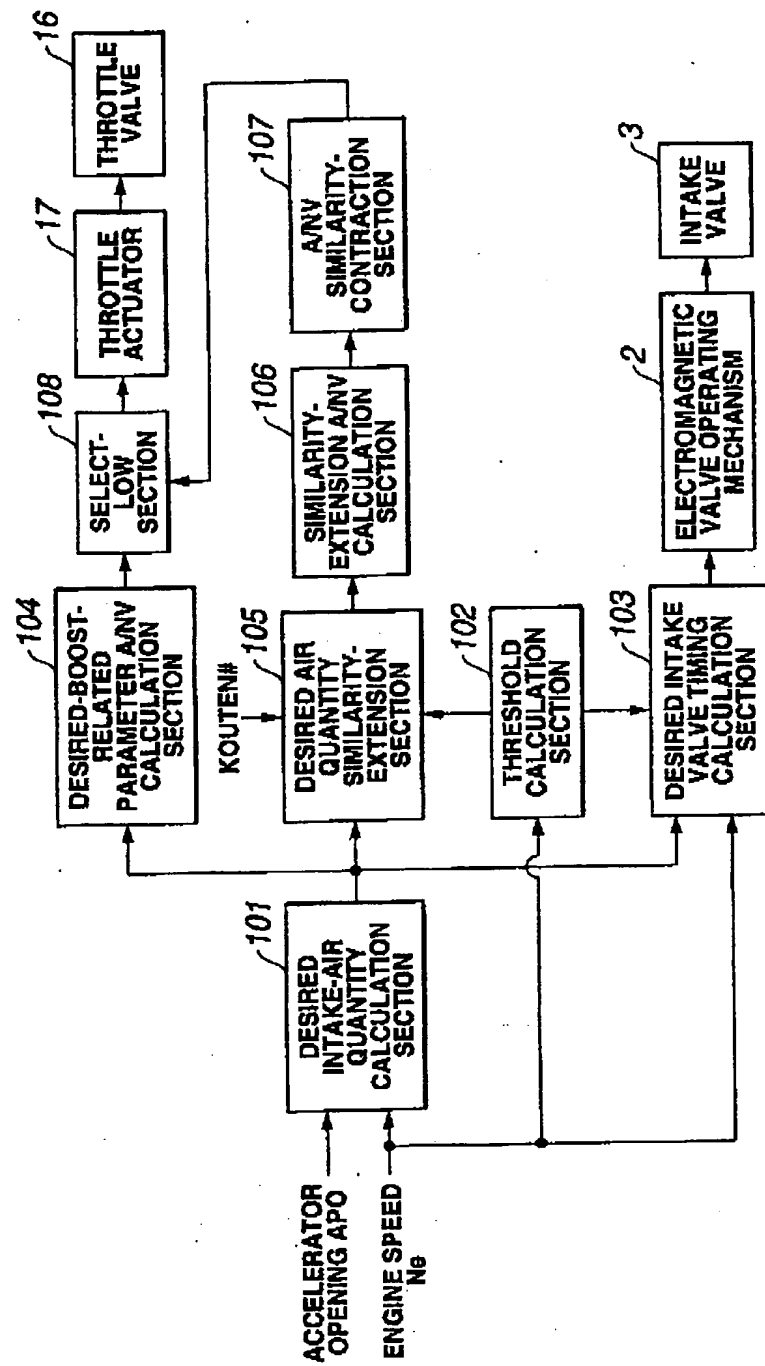 ACCELERATOR
OPENING APO
ENGINE SPEED
Ne
101
DESIRED
INTAKE-AIR
QUANTITY
CALCULATION
SECTION
104
DESIRED-BOOST-
RELATED
PARAMETER A/NV
CALCULATION
SECTION
108
SELECT-
LOW
SECTION
17
THROTTLE
ACTUATOR
16
THROTTLE
VALVE
KOUTEN#
105
DESIRED AIR
QUANTITY
SIMILARITY-
EXTENSION
SECTION
106
SIMILARITY-
EXTENSION A/NV
CALCULATION
SECTION
107
A/NV
SIMILARITY-
CONTRACTION
SECTION
102
THRESHOLD
CALCULATION
SECTION
103
DESIRED INTAKE
VALVE TIMING
CALCULATION
SECTION
2
ELECTROMAGNETIC
VALVE OPERATING
MECHANISM
3
INTAKE
VALVE